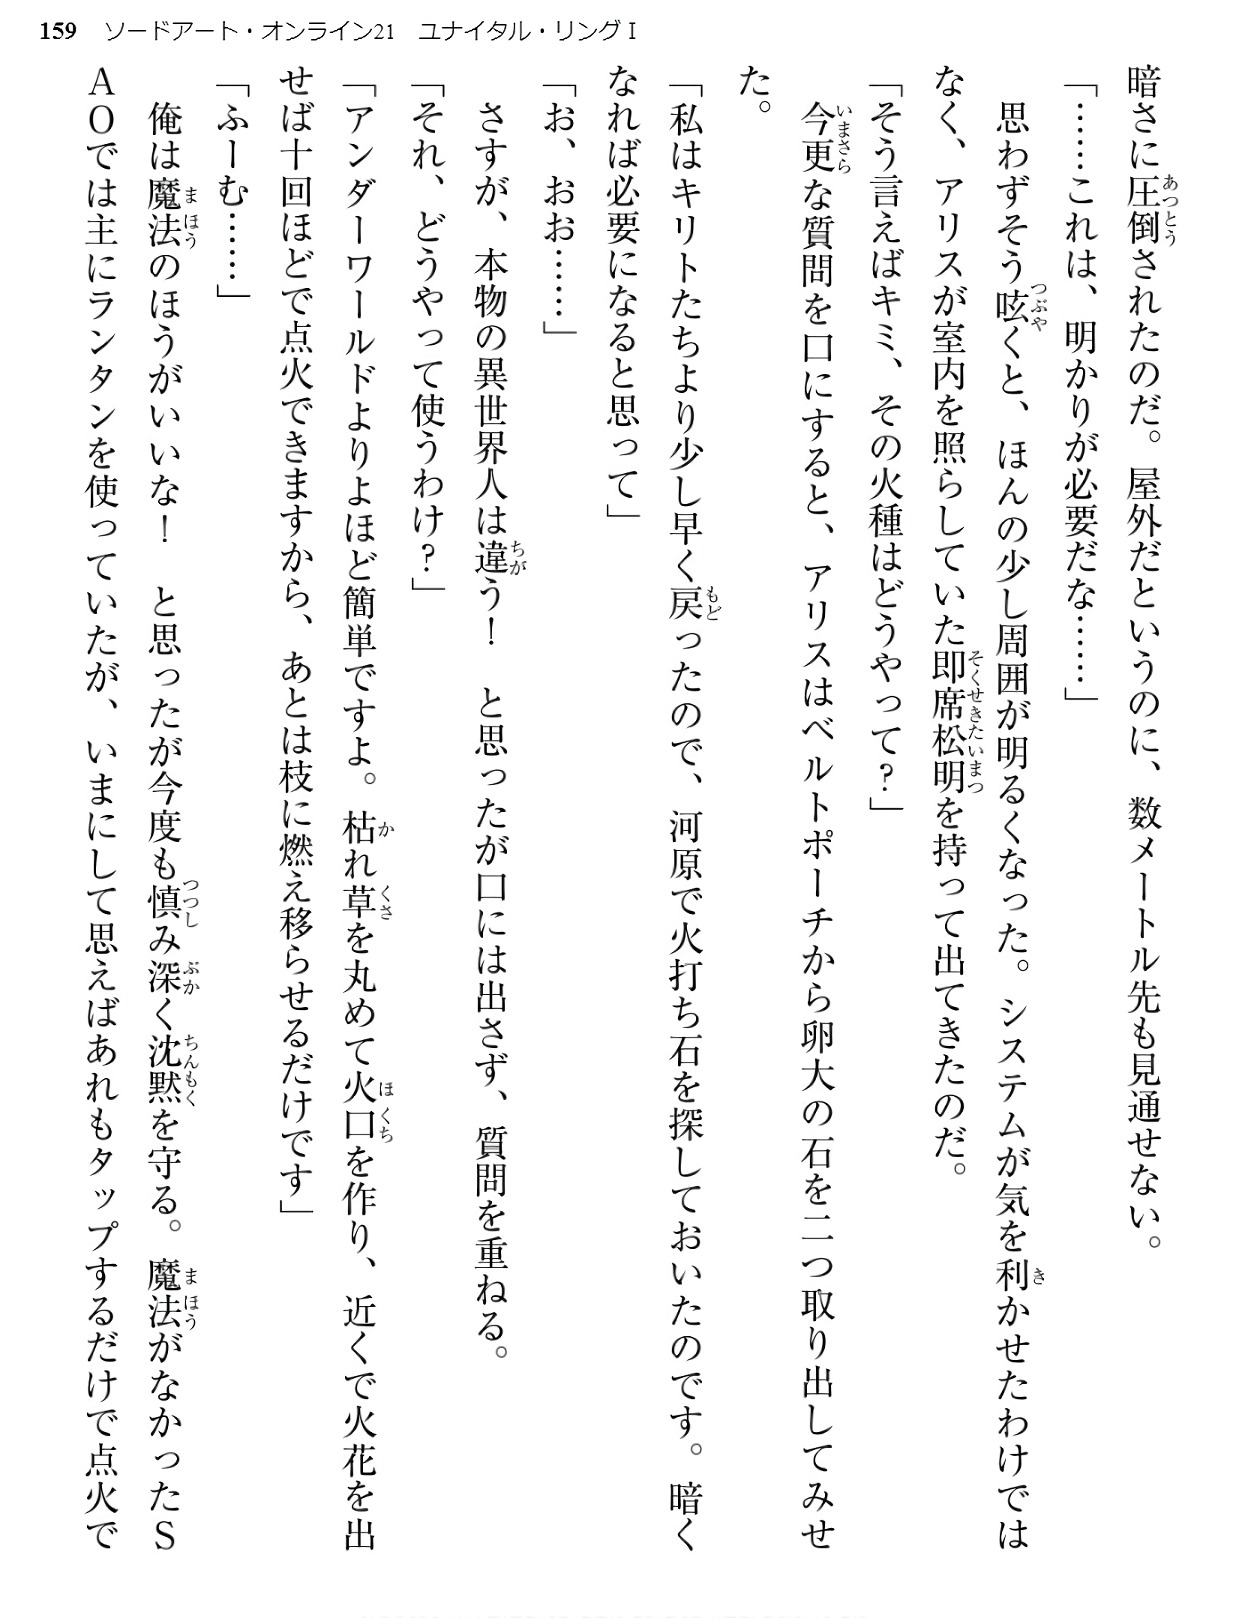 159 ソードアート・オンライン21 ユナイタル・リングⅠ
暗さに圧倒されたのだ。屋外だというのに、数メートル先も見通せない。
「……これは、明かりが必要だな……」
思わずそう呟くと、ほんの少し周囲が明るくなった。システムが気を利かせたわけでは
なく、アリスが室内を照らしていた即席松明を持って出てきたのだ。
「そう言えばキミ、その火種はどうやって？」
今更な質問を口にすると、アリスはベルトポーチから卵大の石を二つ取り出してみせ
た。
「私はキリトたちより少し早く戻ったので、河原で火打ち石を探しておいたのです。暗く
なれば必要になると思って」
「お、おお……」
さすが、本物の異世界人は違う！　と思ったが口には出さず、質問を重ねる。
「それ、どうやって使うわけ？」
「アンダーワールドよりよほど簡単ですよ。枯れ草を丸めて火口を作り、近くで火花を出
せば十回ほどで点火できますから、あとは枝に燃え移らせるだけです」
「ふーむ……」
俺は魔法のほうがいいな！　と思ったが今度も慎み深く沈黙を守る。魔法がなかったＳ
ＡＯでは主にランタンを使っていたが、いまにして思えばあれもタップするだけで点火で